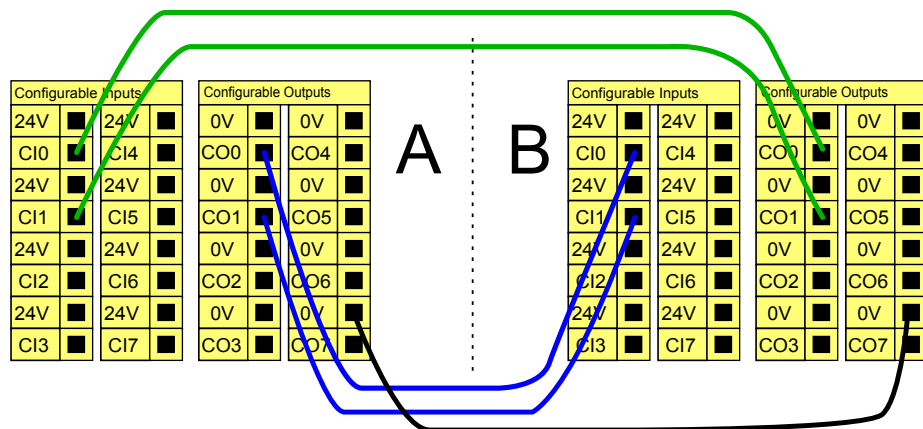 Configurable Inputs
24V 24V
CI0 CI4
24V 24V
CI1 CI5
24V 24V
CI2 CI6
24V 24V
CI3 CI7
Configurable Outputs
0V 0V
CO0 CO4
0V 0V
CO1 CO5
0V 0V
CO2 CO6
0V 0V
CO3 CO7
A
B
Configurable Inputs
24V 24V
CI0 CI4
24V 24V
CI1 CI5
24V 24V
CI2 CI6
24V 24V
CI3 CI7
Configurable Outputs
0V 0V
CO0 CO4
0V 0V
CO1 CO5
0V 0V
CO2 CO6
0V 0V
CO3 CO7